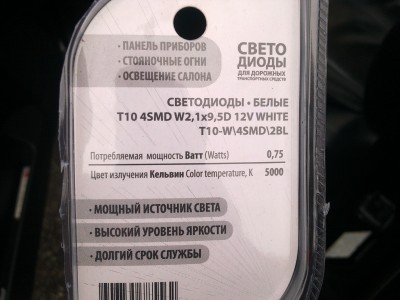 • ПАНЕЛЬ ПРИБОРОВ
• СТОЯНОЧНЫЕ ОГНИ
• ОСВЕЩЕНИЕ САЛОНА
СВЕТО
ДИОДЫ
ДЛЯ ДОРОЖНЫХ
ТРАНСПОРТНЫХ СРЕДСТВ
СВЕТОДИОДЫ • БЕЛЫЕ
T10 4SMD W2,1x9,5D 12V WHITE
T10-W\4SMD\2BL
Потребляемая мощность Ватт (Watts) 0,75
Цвет излучения Кельвин Color temperature, K 5000
• МОЩНЫЙ ИСТОЧНИК СВЕТА
• ВЫСОКИЙ УРОВЕНЬ ЯРКОСТИ
• ДОЛГИЙ СРОК СЛУЖБЫ